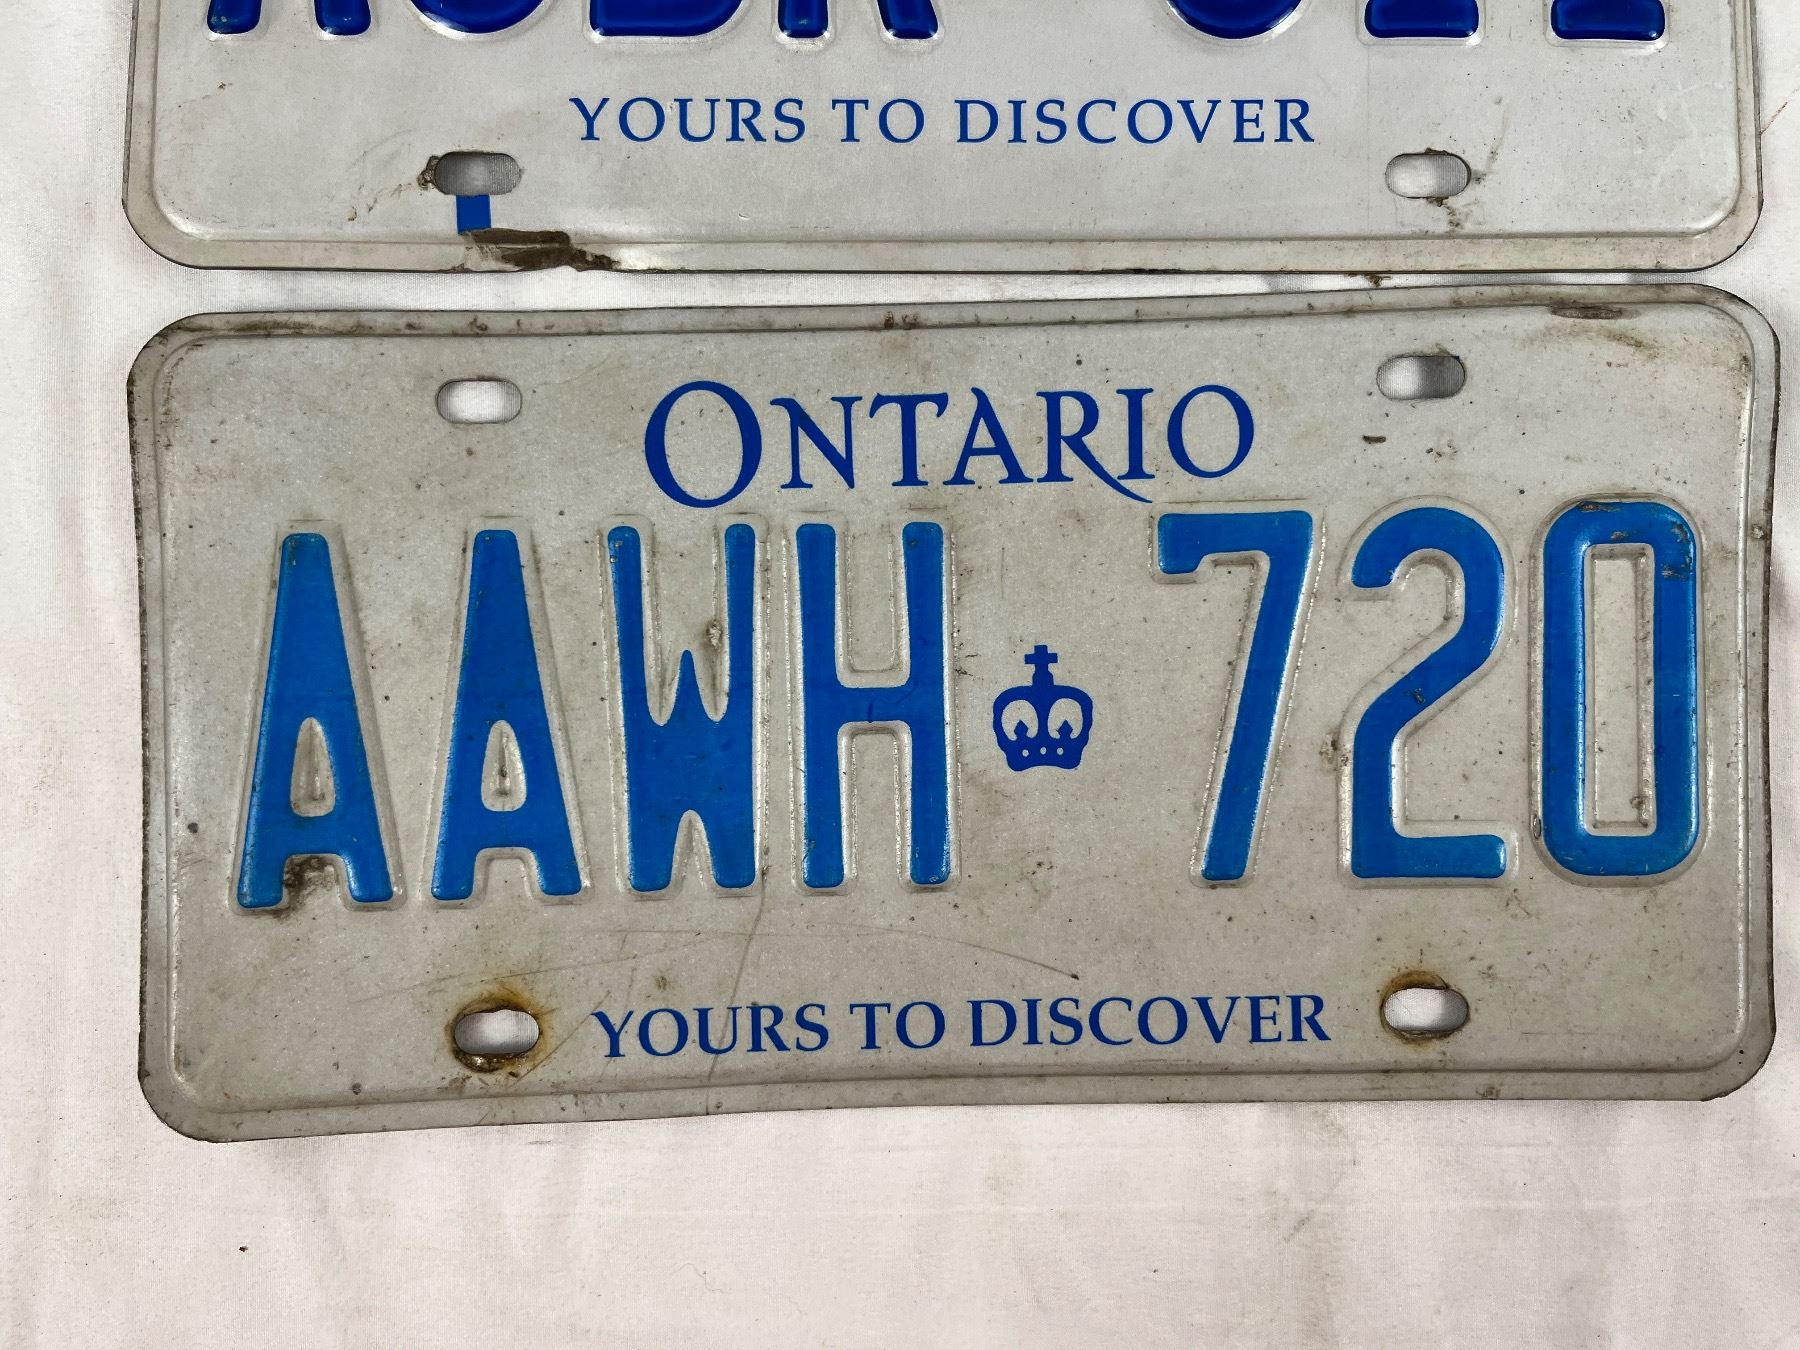 YOURS TO DISCOVER
ONTARIO
AAWH 720
YOURS TO DISCOVER